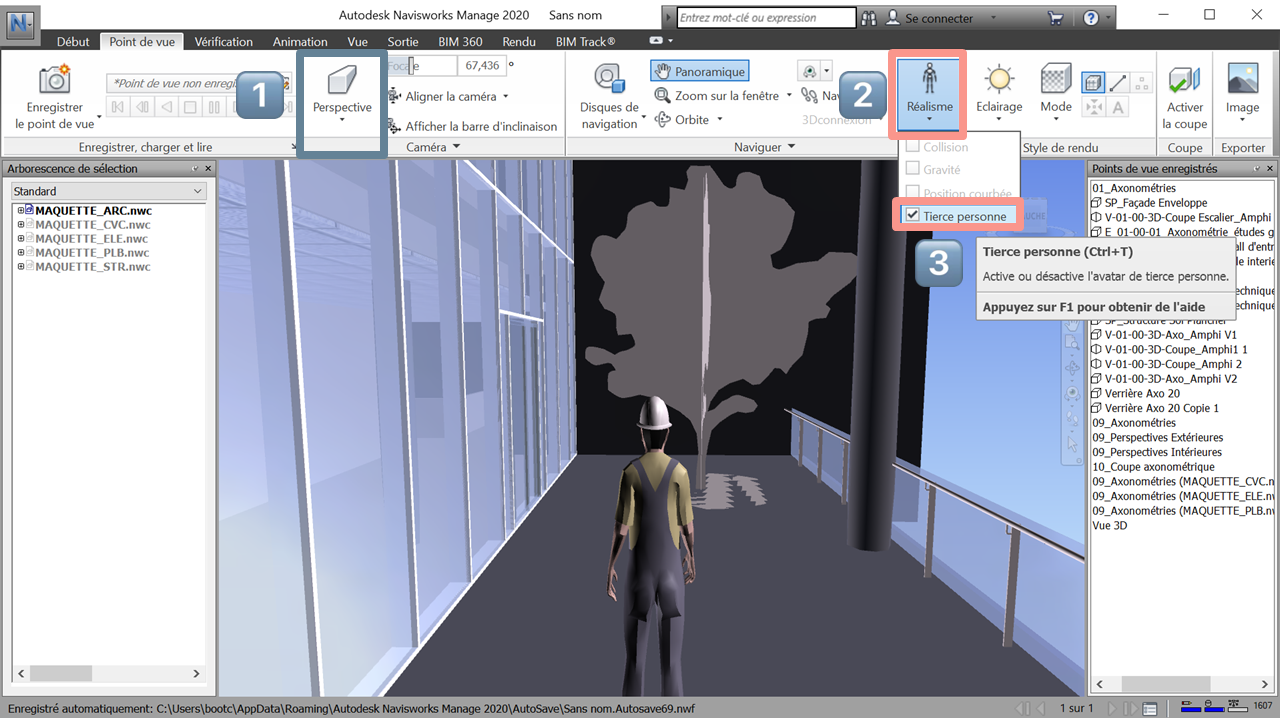 Autodesk Navisworks Manage 2020 Sans nom
Entrez mot-clé ou expression
Se connecter
Début Point de vue Vérification Animation Vue Sortie BIM 360 Rendu BIM Track®
*Point de vue non enreg
Enregistrer
le point de vue
Enregistrer, charger et lire
1
Perspective
67,436 °
Aligner la caméra
Afficher la barre d'inclinaison
Caméra
Disques de
navigation
Panoramique
Zoom sur la fenêtre
Orbite
3Dconnexion
Naviguer
2
Réalisme
Eclairage
Mode
Style de rendu
Activer
la coupe
Coupe
Image
Exporter
Collision
Gravité
Position courbée
Tierce personne
3
Tierce personne (Ctrl+T)
Active ou désactive l'avatar de tierce personne.
Appuyez sur F1 pour obtenir de l'aide
Arborescence de sélection
Standard
MAQUETTE_ARC.nwc
MAQUETTE_CVC.nwc
MAQUETTE_ELE.nwc
MAQUETTE_PLB.nwc
MAQUETTE_STR.nwc
Points de vue enregistrés
01_Axonométries
SP_Façade Enveloppe
V-01-00-3D-Coupe Escalier_Amphi
E_01-00-01_Axonométrie_études g
all d'entr
e interie
echnique
echnique
SP_Structure Sol Plancher
V-01-00-3D-Axo_Amphi V1
V-01-00-3D-Coupe_Amphi1 1
V-01-00-3D-Coupe_Amphi 2
V-01-00-3D-Axo_Amphi V2
Verrière Axo 20
Verrière Axo 20 Copie 1
09_Axonométries
09_Perspectives Extérieures
09_Perspectives Intérieures
10_Coupe axonométrique
09_Axonométries (MAQUETTE_CVC.n
09_Axonométries (MAQUETTE_ELE.nw
09_Axonométries (MAQUETTE_PLB.nw
Vue 3D
Enregistré automatiquement: C:\Users\bootc\AppData\Roaming\Autodesk Navisworks Manage 2020\AutoSave\Sans nom.Autosave69.nwf
1 sur 1
1607